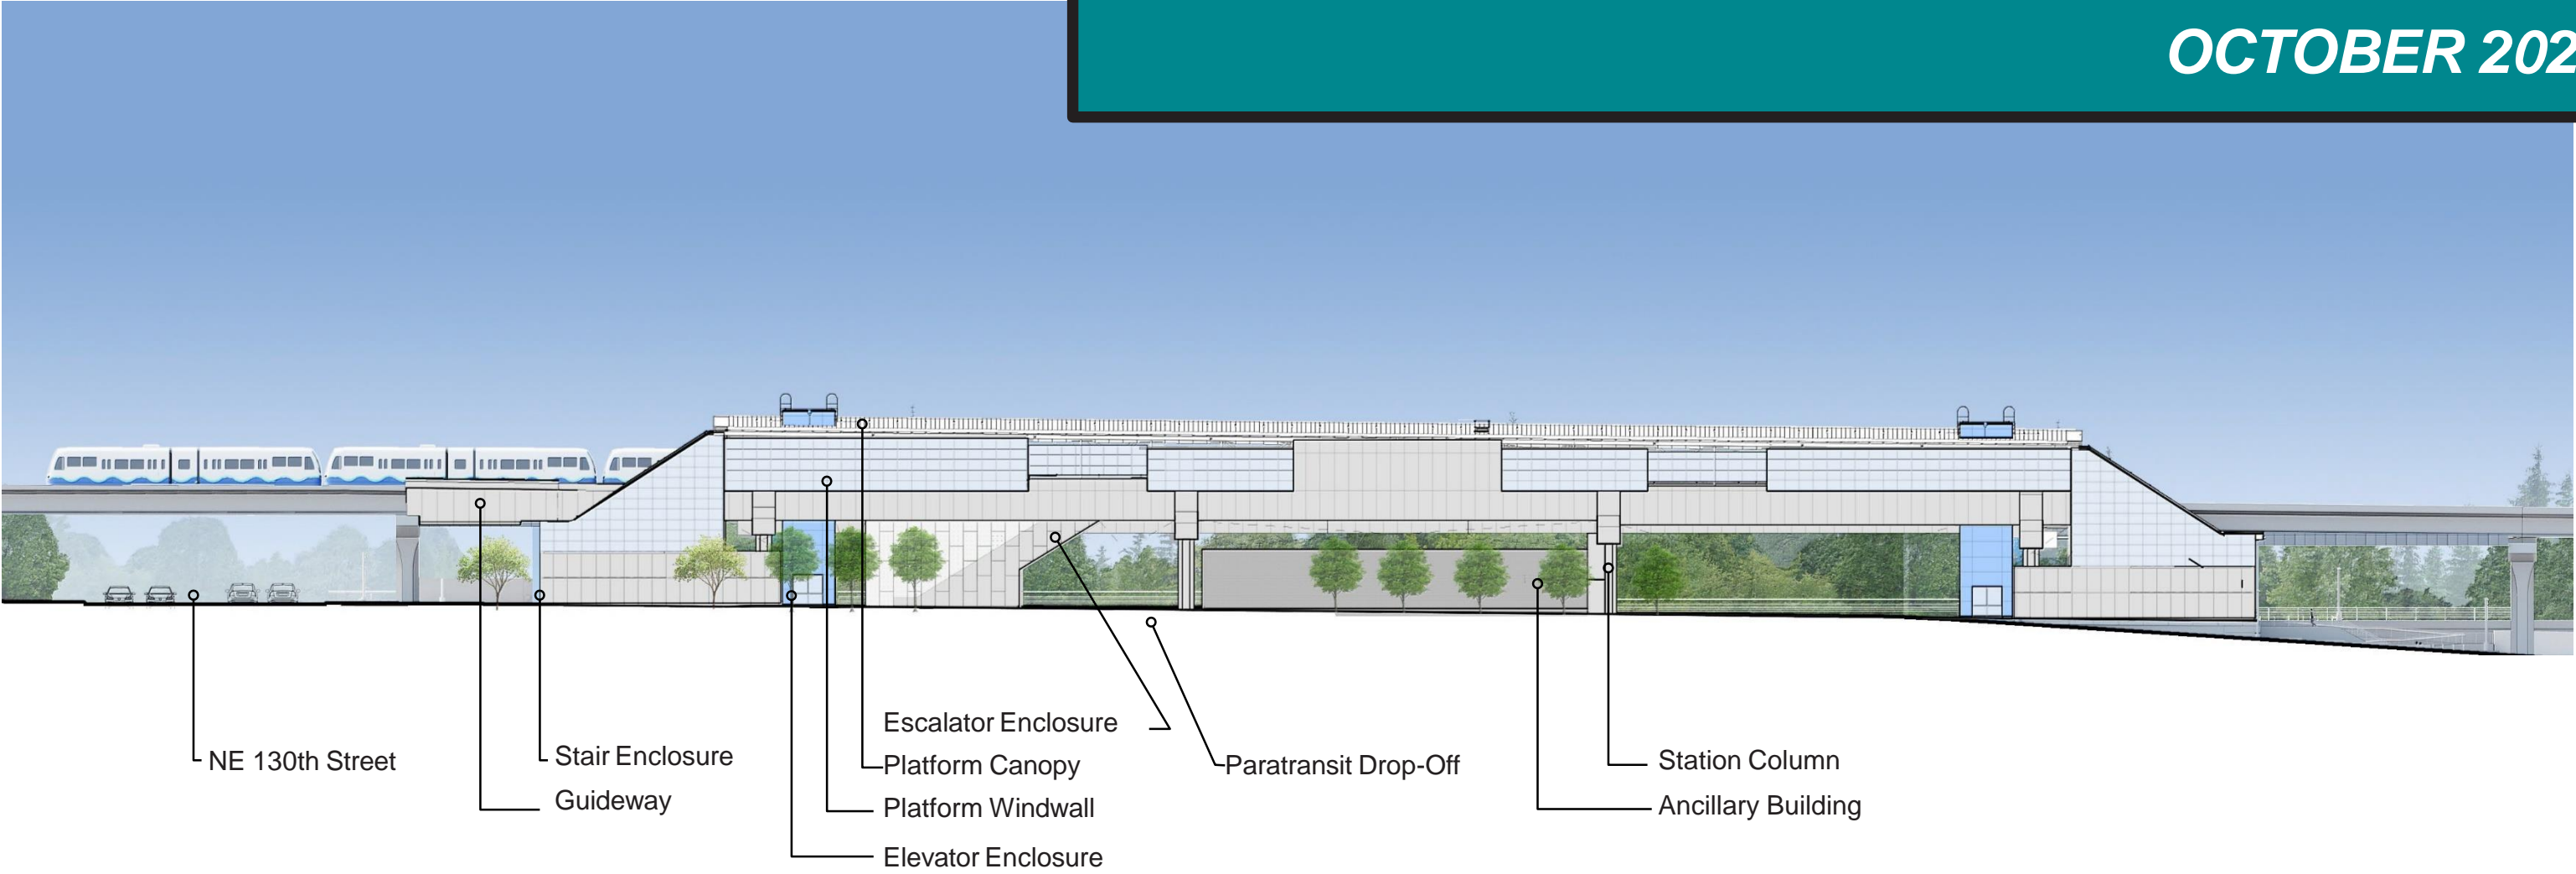 OCTOBER 202
Escalator Enclosure
NE 130th Street
Stair Enclosure
Platform Canopy
Paratransit Drop-Off
Station Column
Guideway
Platform Windwall
Ancillary Building
Elevator Enclosure